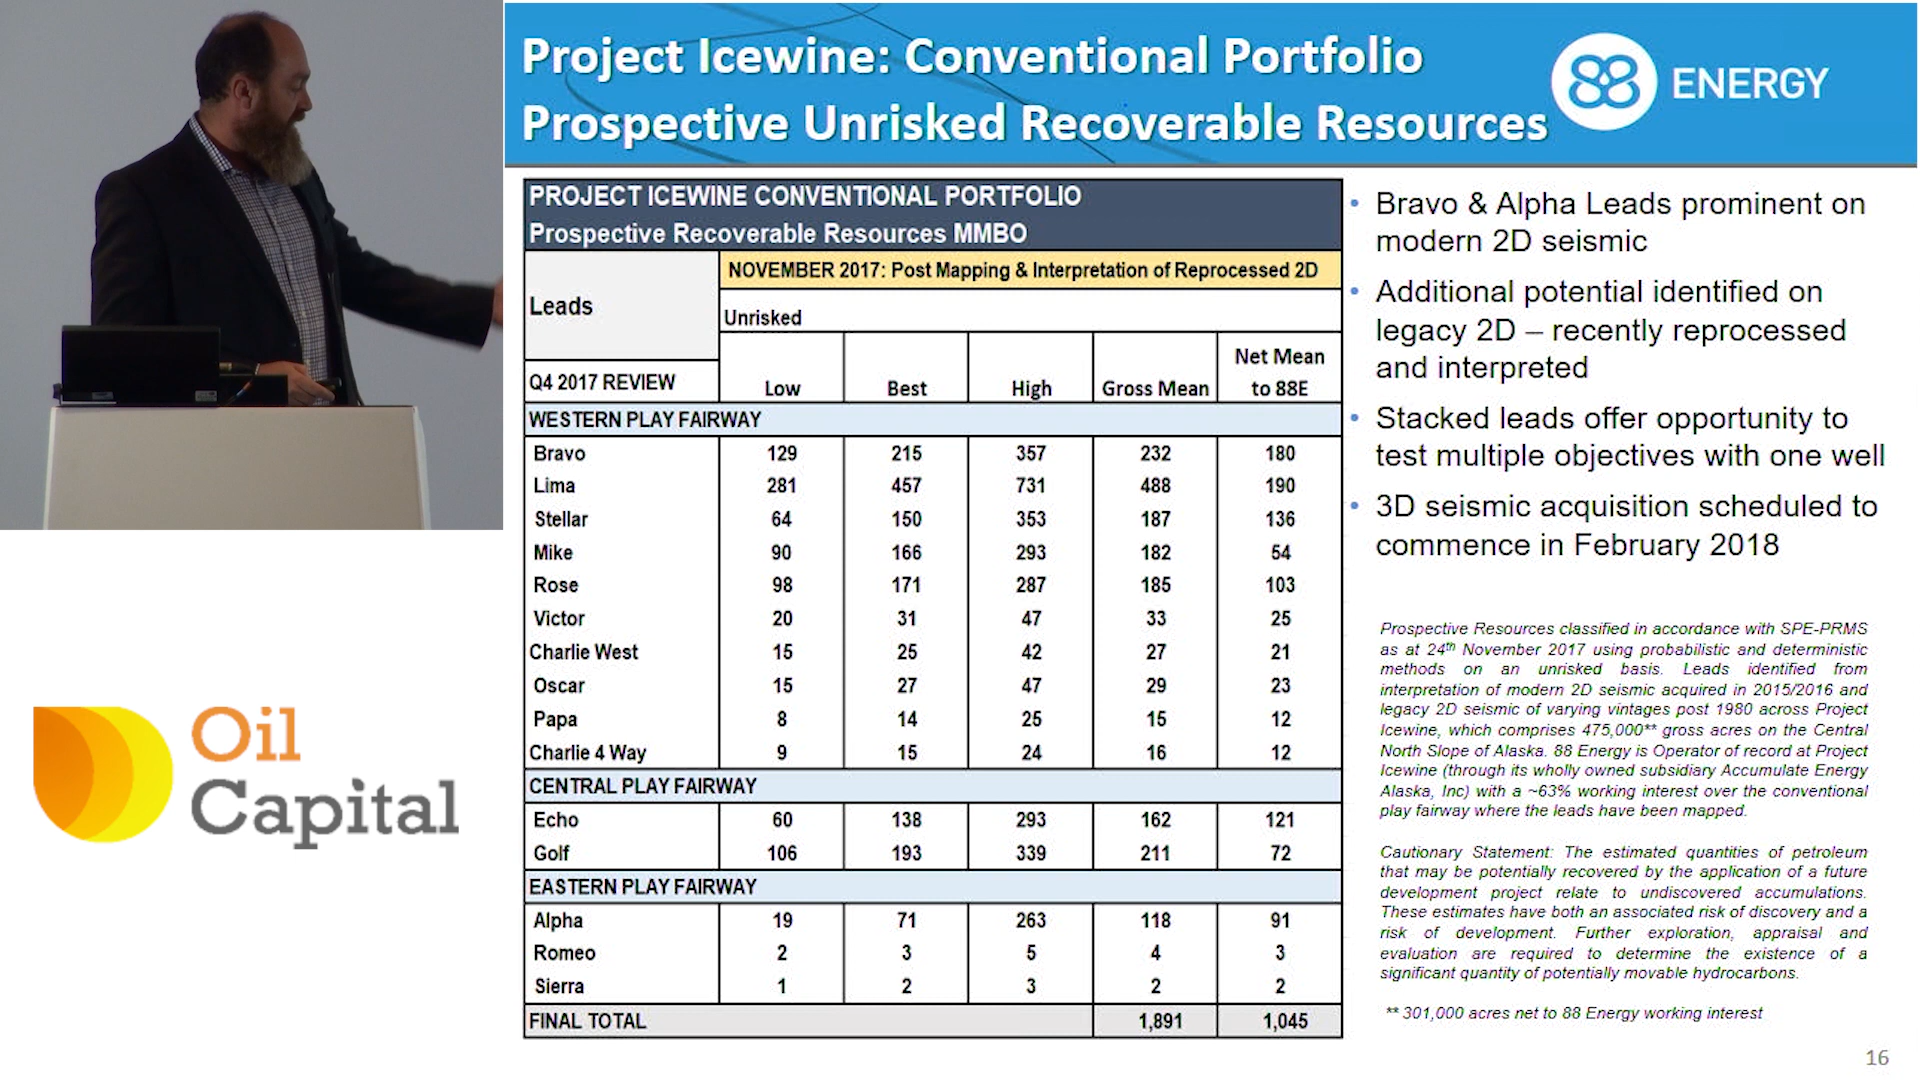 Project Icewine: Conventional Portfolio
Prospective Unrisked Recoverable Resources
88 ENERGY
PROJECT ICEWINE CONVENTIONAL PORTFOLIO
Prospective Recoverable Resources MMBO
Leads
NOVEMBER 2017: Post Mapping & Interpretation of Reprocessed 2D
Unrisked
Q4 2017 REVIEW Low Best High Gross Mean Net Mean to 88E
WESTERN PLAY FAIRWAY
Bravo 129 215 357 232 180
Lima 281 457 731 488 190
Stellar 64 150 353 187 136
Mike 90 166 293 182 54
Rose 98 171 287 185 103
Victor 20 31 47 33 25
Charlie West 15 25 42 27 21
Oscar 15 27 47 29 23
Papa 8 14 25 15 12
Charlie 4 Way 9 15 24 16 12
CENTRAL PLAY FAIRWAY
Echo 60 138 293 162 121
Golf 106 193 339 211 72
EASTERN PLAY FAIRWAY
Alpha 19 71 263 118 91
Romeo 2 3 5 4 3
Sierra 1 2 3 2 2
FINAL TOTAL 1,891 1,045
• Bravo & Alpha Leads prominent on
modern 2D seismic
• Additional potential identified on
legacy 2D – recently reprocessed
and interpreted
• Stacked leads offer opportunity to
test multiple objectives with one well
• 3D seismic acquisition scheduled to
commence in February 2018
Prospective Resources classified in accordance with SPE-PRMS
as at 24th November 2017 using probabilistic and deterministic
methods on an unrisked basis. Leads identified from
interpretation of modern 2D seismic acquired in 2015/2016 and
legacy 2D seismic of varying vintages post 1980 across Project
Icewine, which comprises 475,000** gross acres on the Central
North Slope of Alaska. 88 Energy is Operator of record at Project
Icewine (through its wholly owned subsidiary Accumulate Energy
Alaska, Inc) with a ~63% working interest over the conventional
play fairway where the leads have been mapped.
Cautionary Statement: The estimated quantities of petroleum
that may be potentially recovered by the application of a future
development project relate to undiscovered accumulations.
These estimates have both an associated risk of discovery and a
risk of development. Further exploration, appraisal and
evaluation are required to determine the existence of a
significant quantity of potentially movable hydrocarbons.
** 301,000 acres net to 88 Energy working interest
16
Oil
Capital